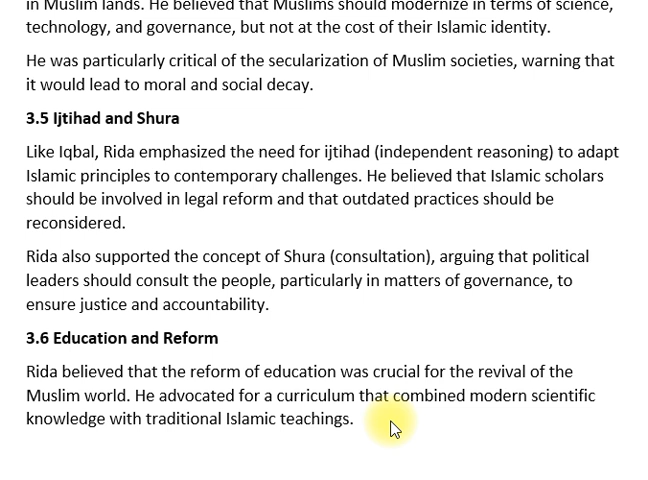 in Muslim lands. He believed that Muslims should modernize in terms of science,
technology, and governance, but not at the cost of their Islamic identity.
He was particularly critical of the secularization of Muslim societies, warning that
it would lead to moral and social decay.
3.5 Ijtihad and Shura
Like Iqbal, Rida emphasized the need for ijtihad (independent reasoning) to adapt
Islamic principles to contemporary challenges. He believed that Islamic scholars
should be involved in legal reform and that outdated practices should be
reconsidered.
Rida also supported the concept of Shura (consultation), arguing that political
leaders should consult the people, particularly in matters of governance, to
ensure justice and accountability.
3.6 Education and Reform
Rida believed that the reform of education was crucial for the revival of the
Muslim world. He advocated for a curriculum that combined modern scientific
knowledge with traditional Islamic teachings.